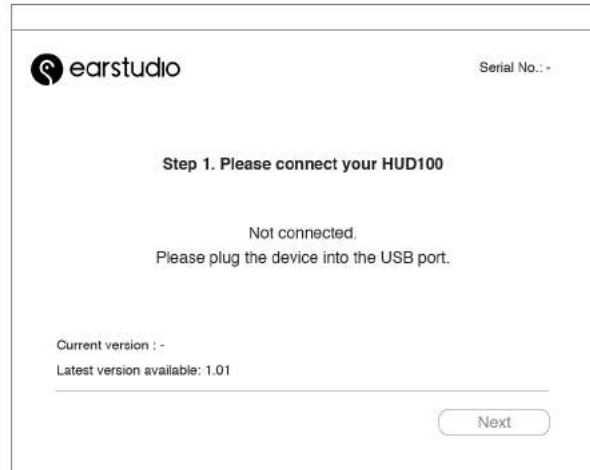 earstudio
Serial No.: -
Step 1. Please connect your HUD100
Not connected.
Please plug the device into the USB port.
Current version : -
Latest version available: 1.01
Next